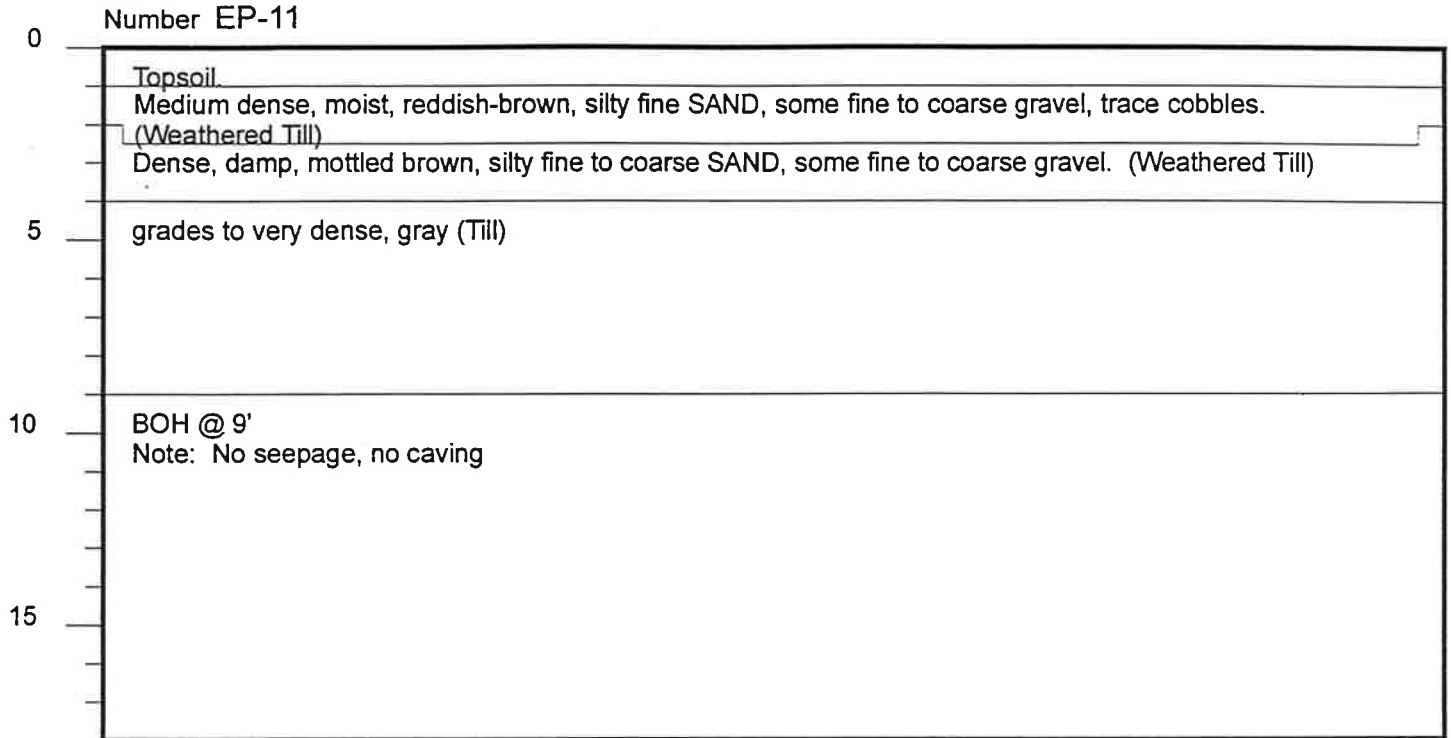 Number EP-11
0
Topsoil.
Medium dense, moist, reddish-brown, silty fine SAND, some fine to coarse gravel, trace cobbles.
(Weathered Till)
Dense, damp, mottled brown, silty fine to coarse SAND, some fine to coarse gravel. (Weathered Till)
5
grades to very dense, gray (Till)
10
BOH @ 9'
Note: No seepage, no caving
15